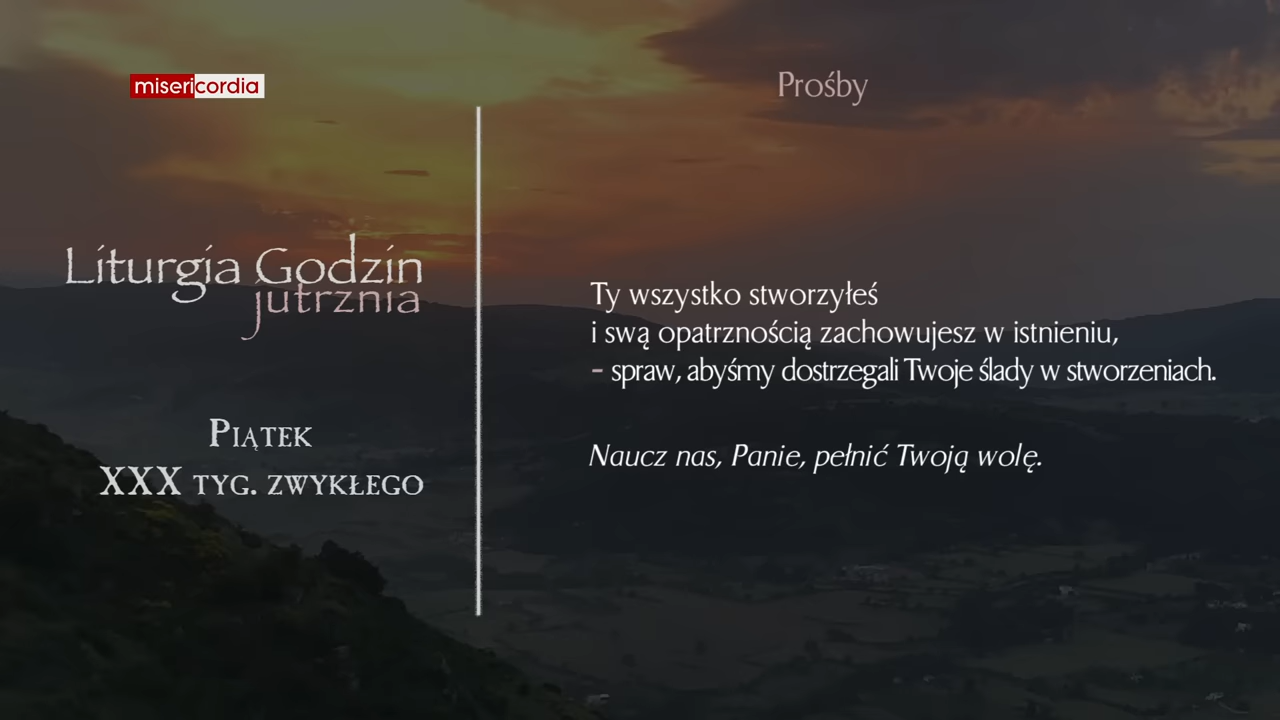 misericordia
Prośby
Liturgia Godzin
jutrznia
Piątek
XXX tyg. zwykłego
Ty wszystko stworzyłeś
i swą opatrznością zachowujesz w istnieniu,
- spraw, abyśmy dostrzegali Twoje ślady w stworzeniach.
Naucz nas, Panie, pełnić Twoją wolę.